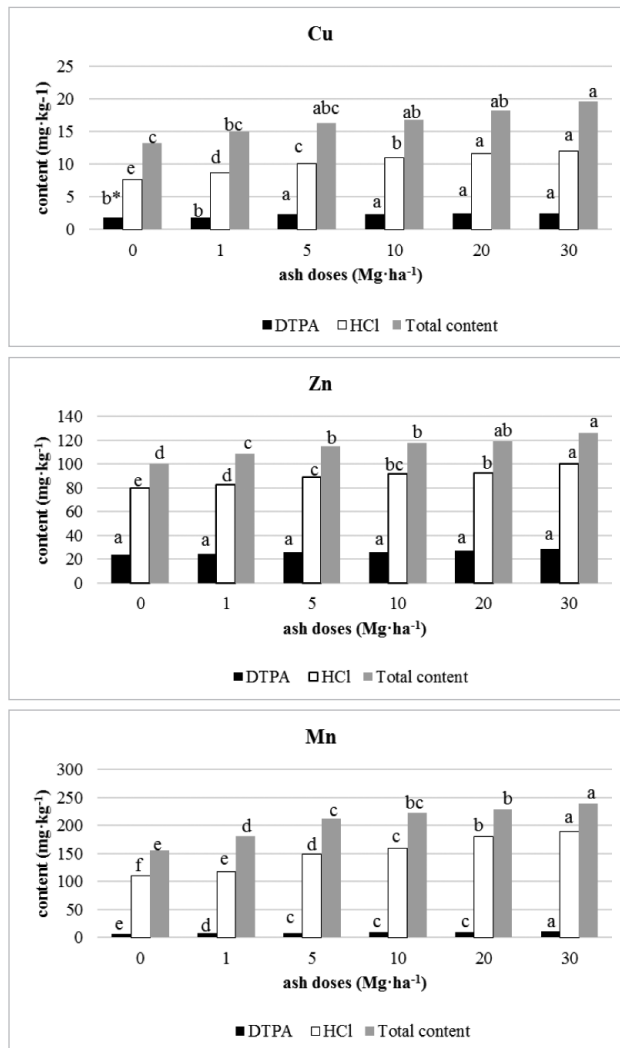 Cu
content (mg·kg-1)
25
20
15
10
5
0
b* e c
b d bc
a c abc
a b ab
a a ab
a a a
0 1 5 10 20 30
ash doses (Mg·ha-1)
DTPA HCl Total content
Zn
content (mg·kg-1)
140
120
100
80
60
40
20
0
a e d
a d c
a c b
a bc b
a b ab
a a a
0 1 5 10 20 30
ash doses (Mg·ha-1)
DTPA HCl Total content
Mn
content (mg·kg-1)
300
250
200
150
100
50
0
e f e
d e d
c d c
c c bc
c b b
a a a
0 1 5 10 20 30
ash doses (Mg·ha-1)
DTPA HCl Total content